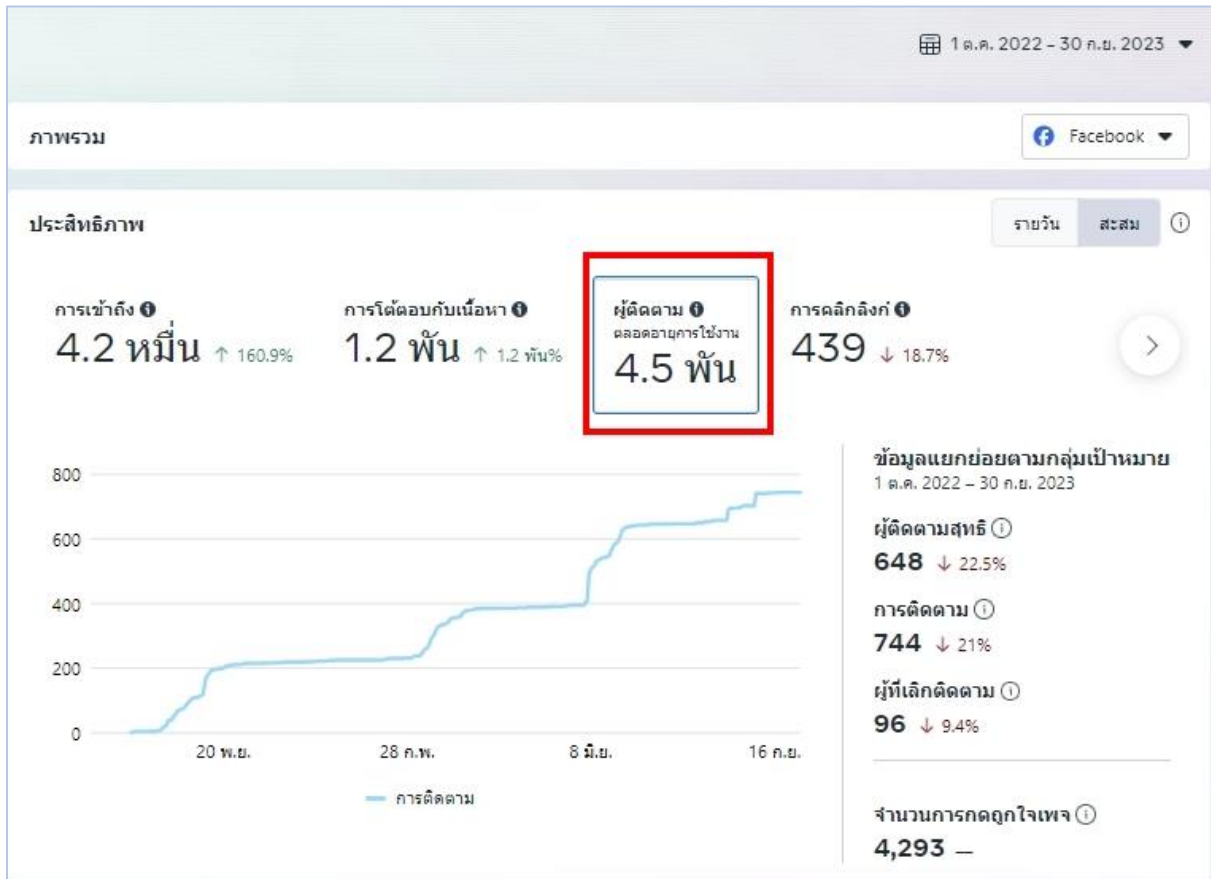 1 ต.ค. 2022 – 30 ก.ย. 2023
ภาพรวม
Facebook
ประสิทธิภาพ
รายวัน
สะสม
การเข้าถึง
4.2 หมื่น ↑ 160.9%
การโต้ตอบกับเนื้อหา
1.2 พัน ↑ 1.2 พัน%
ผู้ติดตาม
ตลอดอายุการใช้งาน
4.5 พัน
การคลิกลิงก์
439 ↓ 18.7%
800
600
400
200
0
20 พ.ย.
28 ก.พ.
8 มิ.ย.
16 ก.ย.
การติดตาม
ข้อมูลแยกย่อยตามกลุ่มเป้าหมาย
1 ต.ค. 2022 – 30 ก.ย. 2023
ผู้ติดตามสุทธิ
648 ↓ 22.5%
การติดตาม
744 ↓ 21%
ผู้ที่เลิกติดตาม
96 ↓ 9.4%
จำนวนการกดถูกใจเพจ
4,293 —